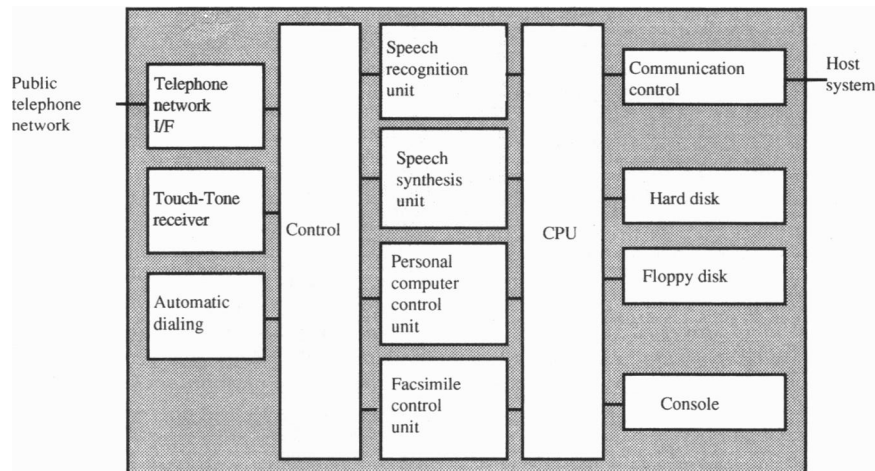 Public
telephone
network
Telephone
network
I/F
Touch-Tone
receiver
Automatic
dialing
Control
Speech
recognition
unit
Speech
synthesis
unit
Personal
computer
control
unit
Facsimile
control
unit
CPU
Communication
control
Hard disk
Floppy disk
Console
Host
system